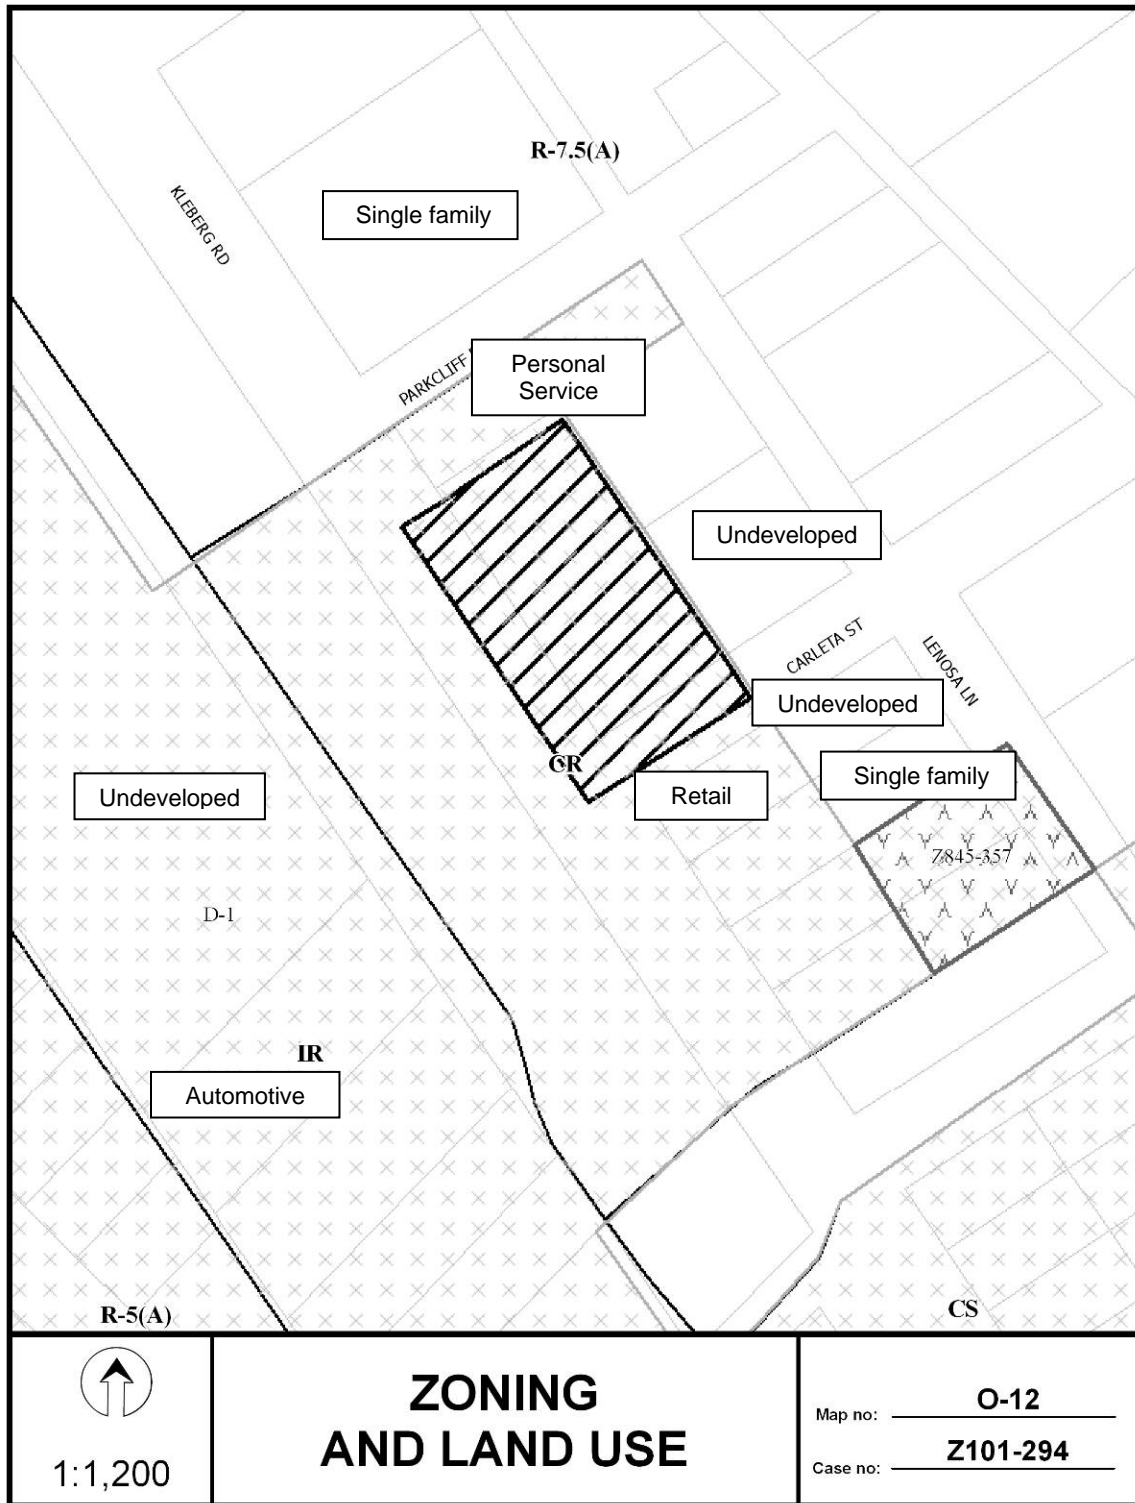 R-7.5(A)
Single family
KLEBERG RD
PARKCLIFF
Personal
Service
Undeveloped
CARLETA ST
LENOSA LN
Undeveloped
CR
Single family
Undeveloped
Retail
Z845-357
D-1
IR
Automotive
R-5(A)
CS
1:1,200
ZONING
AND LAND USE
Map no: O-12
Case no: Z101-294